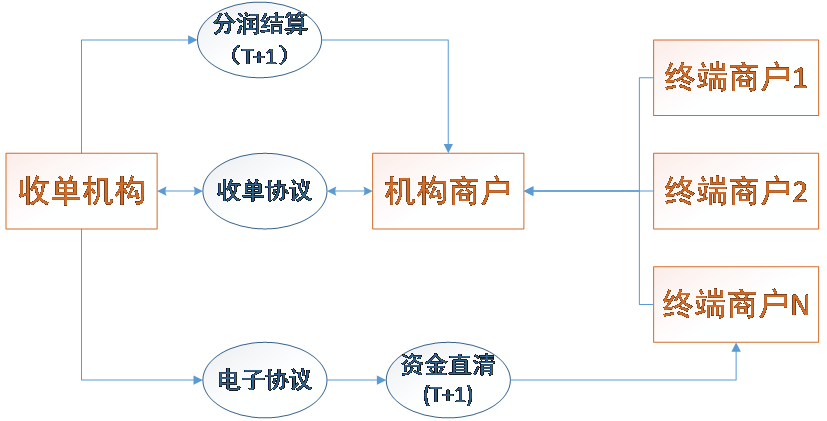 分润结算
（T+1）
终端商户1
收单机构
收单协议
机构商户
终端商户2
终端商户N
电子协议
资金直清
(T+1)